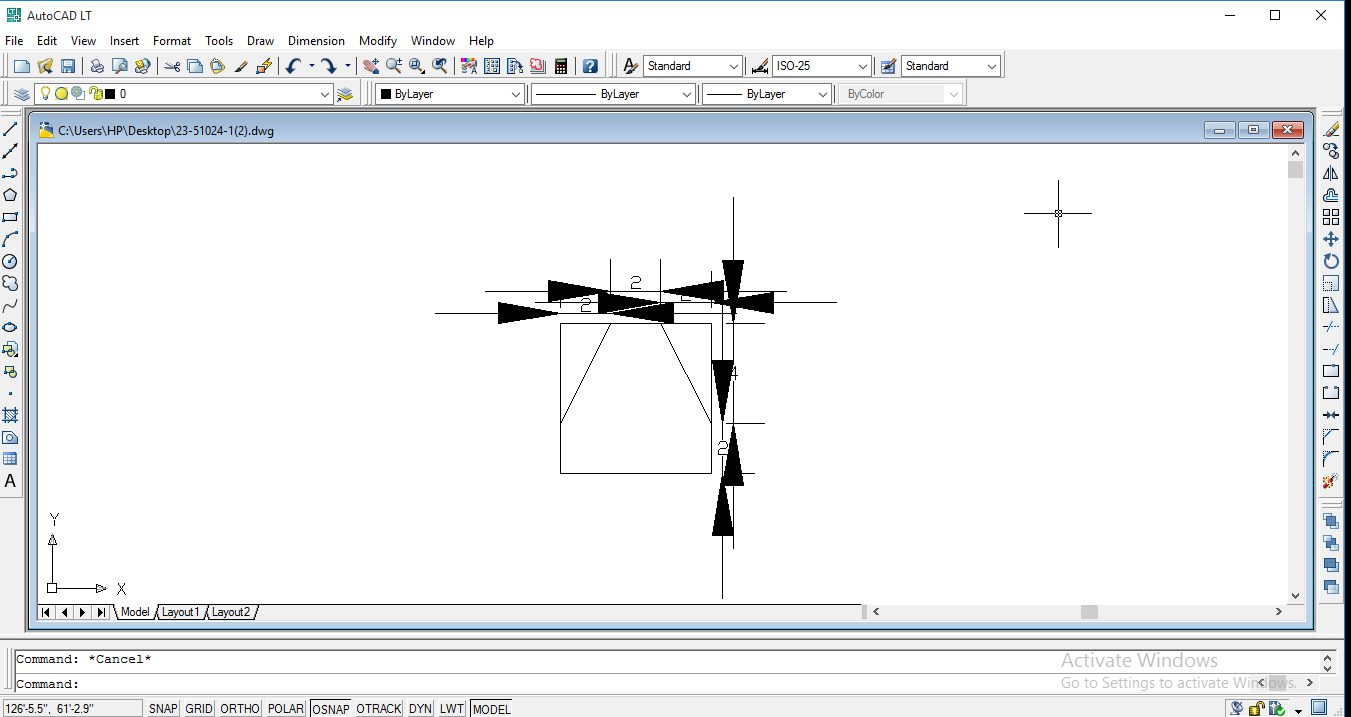 AutoCAD LT
File Edit View Insert Format Tools Draw Dimension Modify Window Help
Standard ISO-25 Standard
0 ByLayer ByLayer ByLayer ByColor
C:\Users\HP\Desktop\23-51024-1(2).dwg
2
2 2
4
2
Y
X
Model Layout1 Layout2
Command: *Cancel*
Activate Windows
Command:
Go to Settings to activate Windows.
126'-5.5", 61'-2.9" SNAP GRID ORTHO POLAR OSNAP OTRACK DYN LWT MODEL